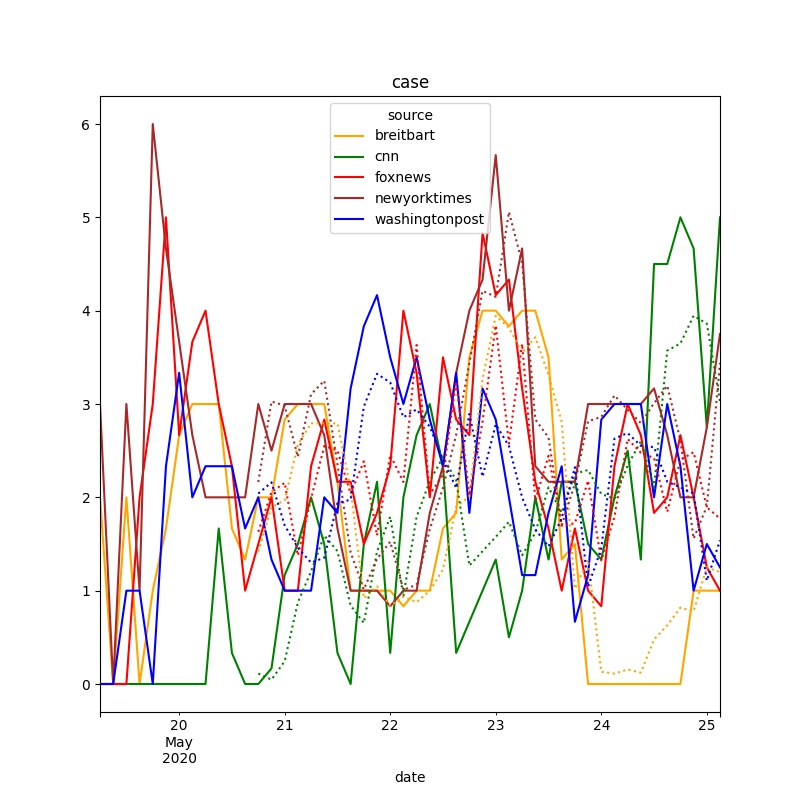 case
source
breitbart
cnn
foxnews
newyorktimes
washingtonpost
6
5
4
3
2
1
0
20 21 22 23 24 25
May
2020
date